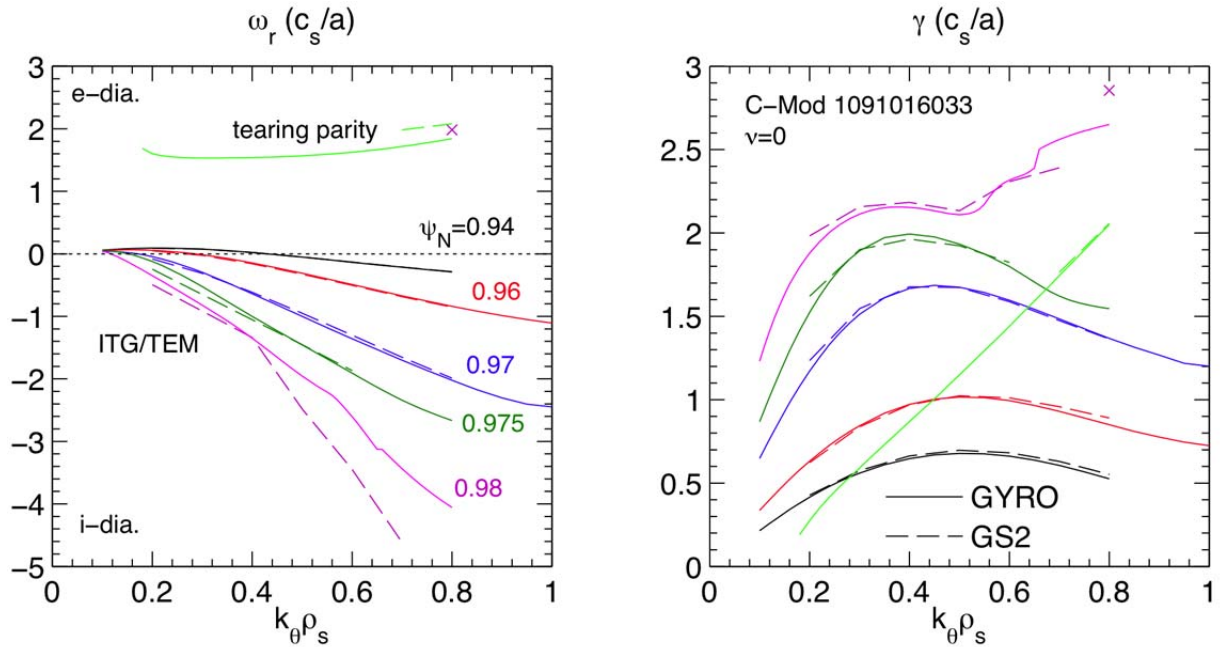 ω_r (c_s/a)
3
2
1
0
−1
−2
−3
−4
−5
e−dia.
tearing parity
ψ_N=0.94
0.96
ITG/TEM
0.97
0.975
0.98
i−dia.
0
0.2
0.4
0.6
0.8
1
k_θρ_s
γ (c_s/a)
3
2.5
2
1.5
1
0.5
0
C−Mod 1091016033
ν=0
GYRO
GS2
0
0.2
0.4
0.6
0.8
1
k_θρ_s